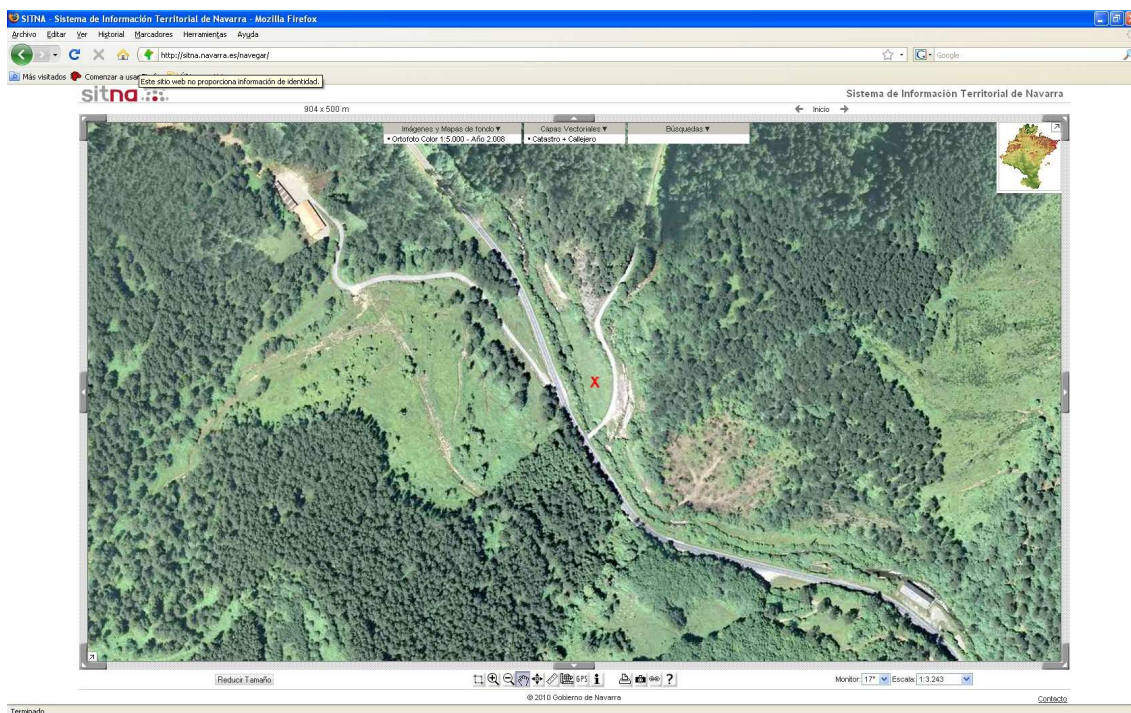 SITNA - Sistema de Información Territorial de Navarra - Mozilla Firefox
Archivo Editar Ver Historial Marcadores Herramientas Ayuda
http://sitna.navarra.es/navegar/
Google
Más visitados Comenzar a usar
Este sitio web no proporciona información de identidad.
sitna
Sistema de Información Territorial de Navarra
904 x 500 m
Inicio
Imágenes y Mapas de fondo ▼ Capas Vectoriales ▼ Búsquedas ▼
• Ortofoto Color 1:5.000 - Año 2.008 • Catastro + Callejero
X
Reducir Tamaño
GPS
i
?
Monitor: 17" Escala: 1:3.243
© 2010 Gobierno de Navarra
Contacto
Terminado